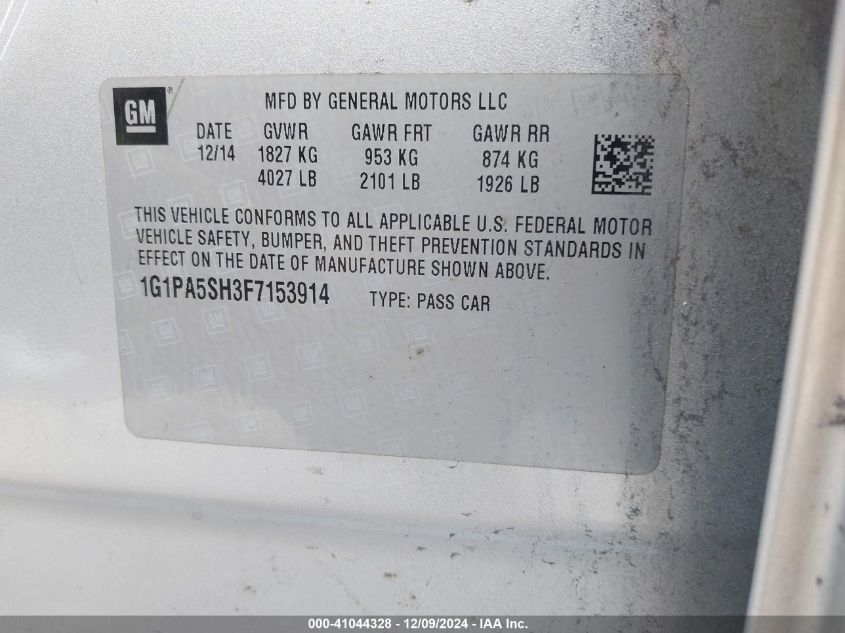 GM®
MFD BY GENERAL MOTORS LLC
DATE GVWR GAWR FRT GAWR RR
12/14 1827 KG 953 KG 874 KG
4027 LB 2101 LB 1926 LB
THIS VEHICLE CONFORMS TO ALL APPLICABLE U.S. FEDERAL MOTOR
VEHICLE SAFETY, BUMPER, AND THEFT PREVENTION STANDARDS IN
EFFECT ON THE DATE OF MANUFACTURE SHOWN ABOVE.
1G1PA5SH3F7153914 TYPE: PASS CAR
000-41044328 - 12/09/2024 - IAA Inc.